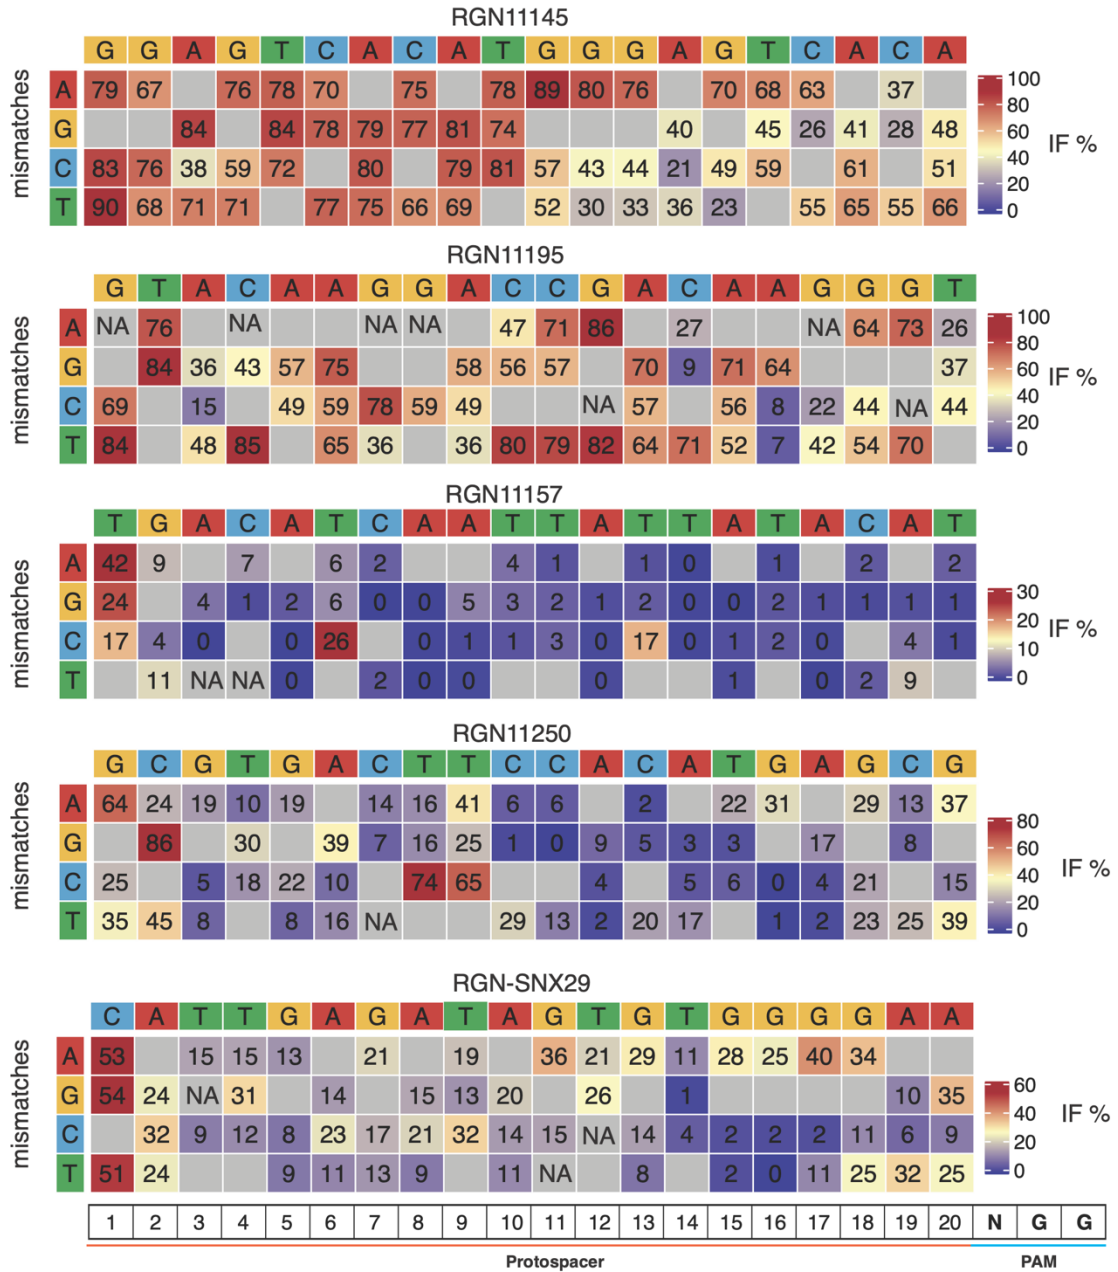 RGN11145
G G A G T C A C A T G G G A G T C A C A
A 79 67 76 78 70 75 78 89 80 76 70 68 63 37
G 84 84 78 79 77 81 74 40 45 26 41 28 48
C 83 76 38 59 72 80 79 81 57 43 44 21 49 59 61 51
T 90 68 71 71 77 75 66 69 52 30 33 36 23 55 65 55 66
mismatches
100
80
60
40
20
0
IF %
RGN11195
G T A C A A G G A C C G A C A A G G G T
A NA 76 NA NA NA 47 71 86 27 NA 64 73 26
G 84 36 43 57 75 58 56 57 70 9 71 64 37
C 69 15 49 59 78 59 49 NA 57 56 8 22 44 NA 44
T 84 48 85 65 36 36 80 79 82 64 71 52 7 42 54 70
mismatches
100
80
60
40
20
0
IF %
RGN11157
T G A C A T C A A T T A T T A T A C A T
A 42 9 7 6 2 4 1 1 0 1 2 2
G 24 4 1 2 6 0 0 5 3 2 1 2 0 0 2 1 1 1 1
C 17 4 0 0 26 0 1 1 3 0 17 0 1 2 0 4 1
T 11 NA NA 0 2 0 0 0 1 0 2 9
mismatches
30
20
10
0
IF %
RGN11250
G C G T G A C T T C C A C A T G A G C G
A 64 24 19 10 19 14 16 41 6 6 2 22 31 29 13 37
G 86 30 39 7 16 25 1 0 9 5 3 3 17 8
C 25 5 18 22 10 74 65 4 5 6 0 4 21 15
T 35 45 8 8 16 NA 29 13 2 20 17 1 2 23 25 39
mismatches
80
60
40
20
0
IF %
RGN-SNX29
C A T T G A G A T A G T G T G G G G A A
A 53 15 15 13 21 19 36 21 29 11 28 25 40 34
G 54 24 NA 31 14 15 13 20 26 1 10 35
C 32 9 12 8 23 17 21 32 14 15 NA 14 4 2 2 2 11 6 9
T 51 24 9 11 13 9 11 NA 8 2 0 11 25 32 25
mismatches
60
40
20
0
IF %
1 2 3 4 5 6 7 8 9 10 11 12 13 14 15 16 17 18 19 20 N G G
Protospacer PAM